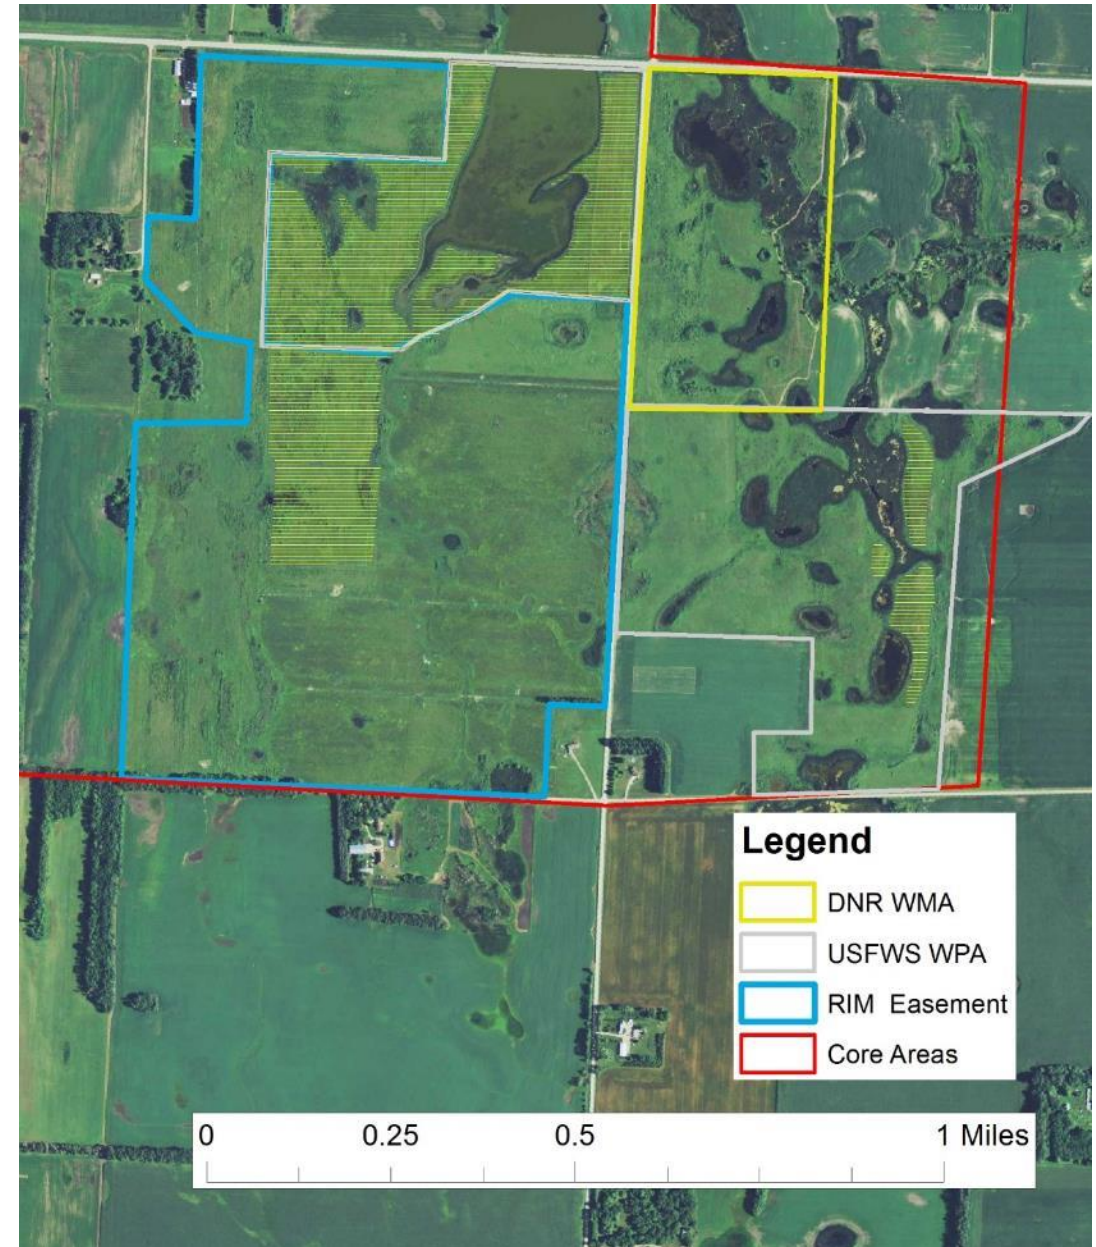 Legend
DNR WMA
USFWS WPA
RIM Easement
Core Areas
0 0.25 0.5 1 Miles